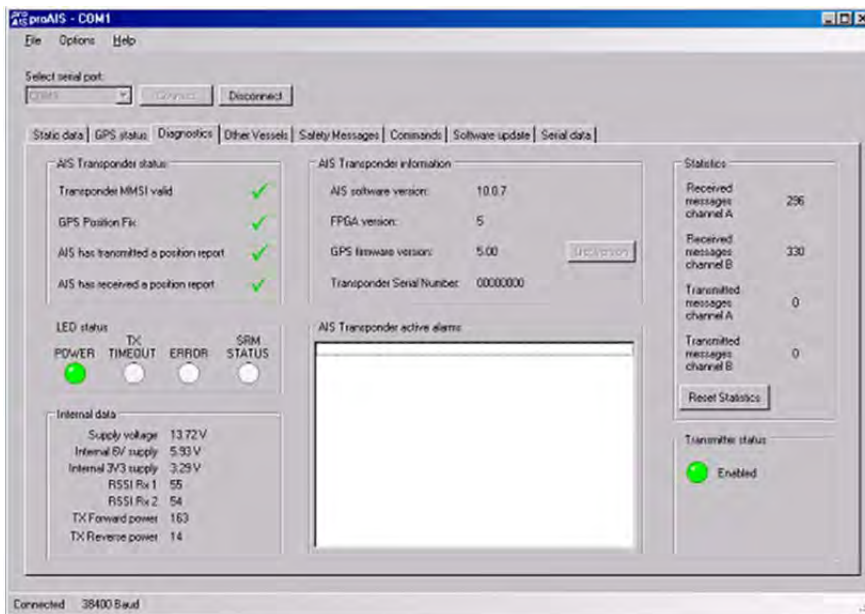 proAIS - COM1
File Options Help
Select serial port:
Connect Disconnect
Static data GPS status Diagnostics Other Vessels Safety Messages Commands Software update Serial data
AIS Transponder status
Transponder MMSI valid
GPS Position Fix
AIS has transmitted a position report
AIS has received a position report
LED status
POWER
TX TIMEOUT
ERROR
SRM STATUS
Internal data
Supply voltage 13.72 V
Internal 6V supply 5.93 V
Internal 3V3 supply 3.29 V
RSSI Rx 1 55
RSSI Rx 2 54
TX Forward power 163
TX Reverse power 14
AIS Transponder information
AIS software version: 10.0.7
FPGA version: 5
GPS firmware version: 5.00
Transponder Serial Number: 00000000
AIS Transponder active alarms
Statistics
Received
messages 296
channel A
Received
messages 330
channel B
Transmitted
messages 0
channel A
Transmitted
messages 0
channel B
Reset Statistics
Transmitter status
Enabled
Connected 38400 Baud